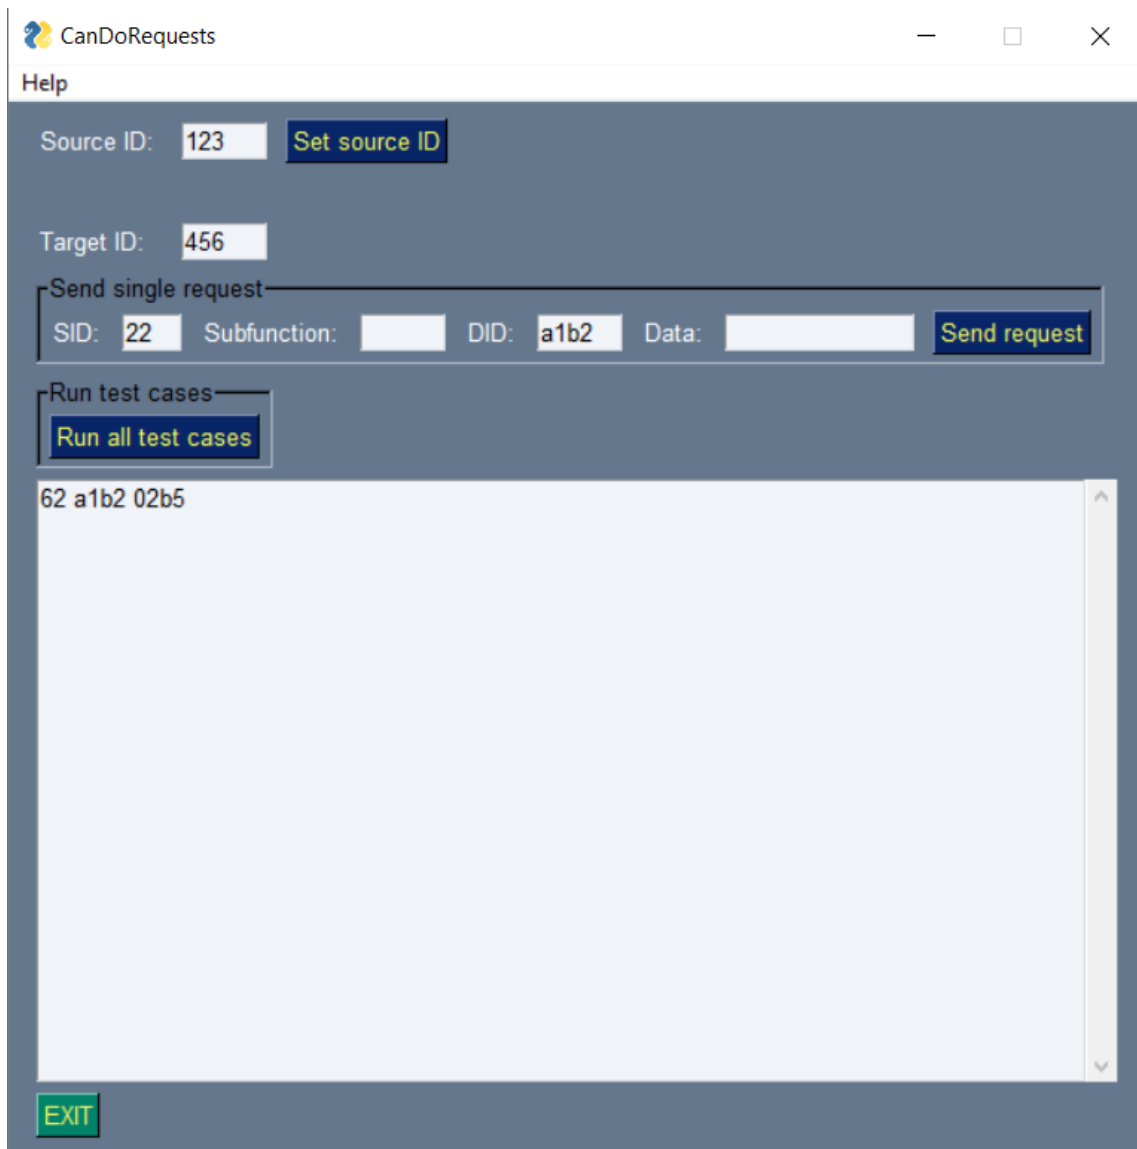 CanDoRequests
Help
Source ID: 123 Set source ID
Target ID: 456
Send single request
SID: 22 Subfunction: DID: a1b2 Data: Send request
Run test cases
Run all test cases
62 a1b2 02b5
EXIT